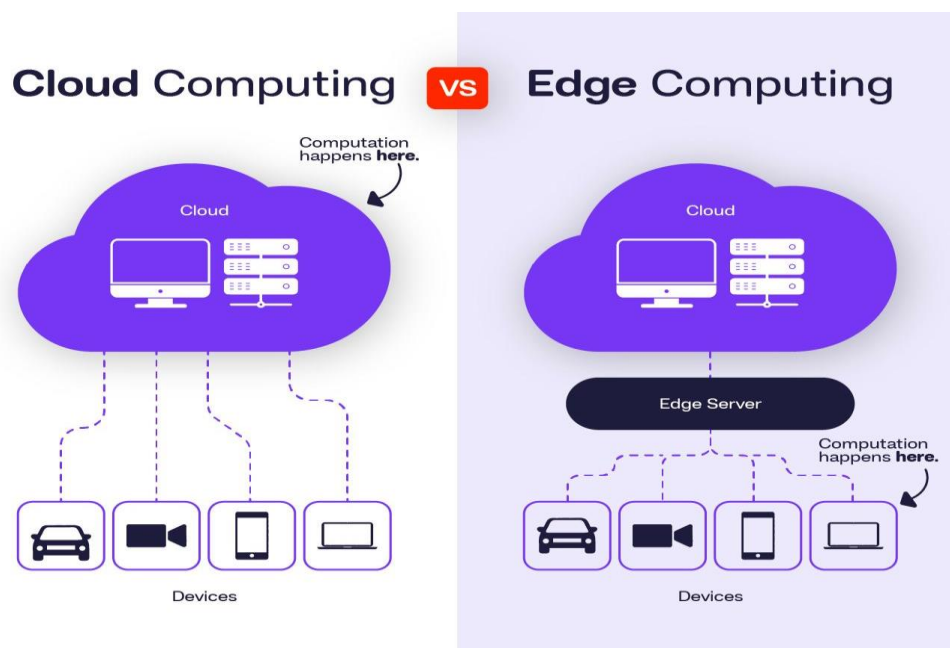 Cloud Computing
VS
Edge Computing
Computation
happens here.
Cloud
Devices
Cloud
Edge Server
Computation
happens here.
Devices